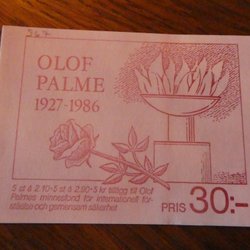 367
OLOF
PALME
1927-1986
5 st à 2.10+5 st à 2.90+5 kr tillägg till Olof
Palmes minnesfond för internationell för-
ståelse och gemensam säkerhet
PRIS 30:-